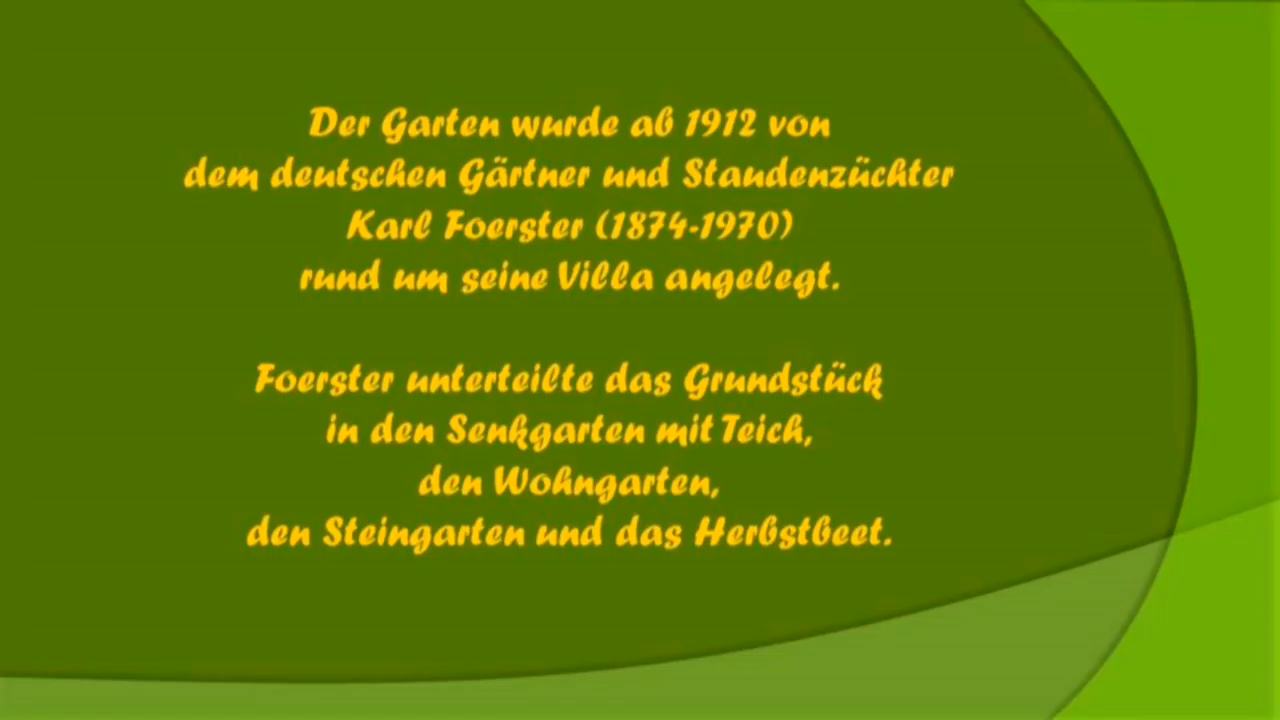 Der Garten wurde ab 1912 von
dem deutschen Gärtner und Staudenzüchter
Karl Foerster (1874-1970)
rund um seine Villa angelegt.
Foerster unterteilte das Grundstück
in den Senkgarten mit Teich,
den Wohngarten,
den Steingarten und das Herbstbeet.